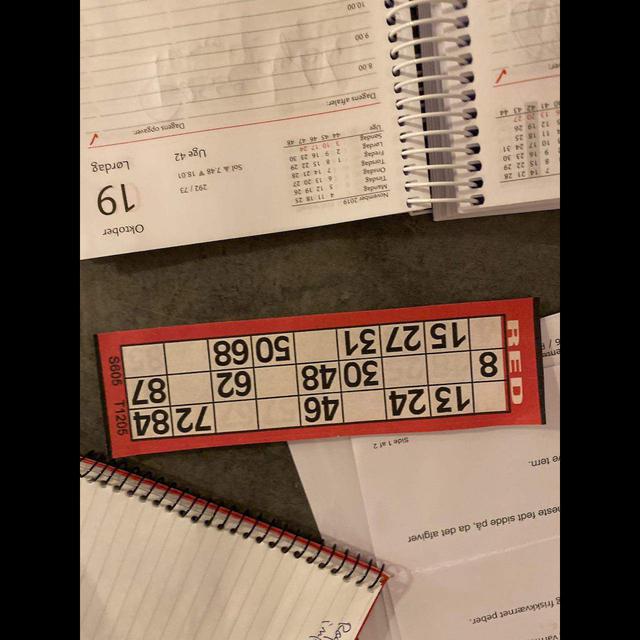 g friskkværnet peber.
neste fedt sidde på, da det afgiver
e tern.
Side 1 af 2
RED
13 24 46 72 84
8 30 48 62 87
15 27 31 50 68
S605 T1205
Oktober
19
Lørdag
292 / 73
Sol ▲ 7.48 ▼ 18.01
Uge 42
November 2019
Mandag 4 11 18 25
Tirsdag 5 12 19 26
Onsdag 6 13 20 27
Torsdag 7 14 21 28
Fredag 1 8 15 22 29
Lørdag 2 9 16 23 30
Søndag 3 10 17 24
Uge 44 45 46 47 48
Dagens opgaver:
Dagens aftaler:
8.00
9.00
10.00